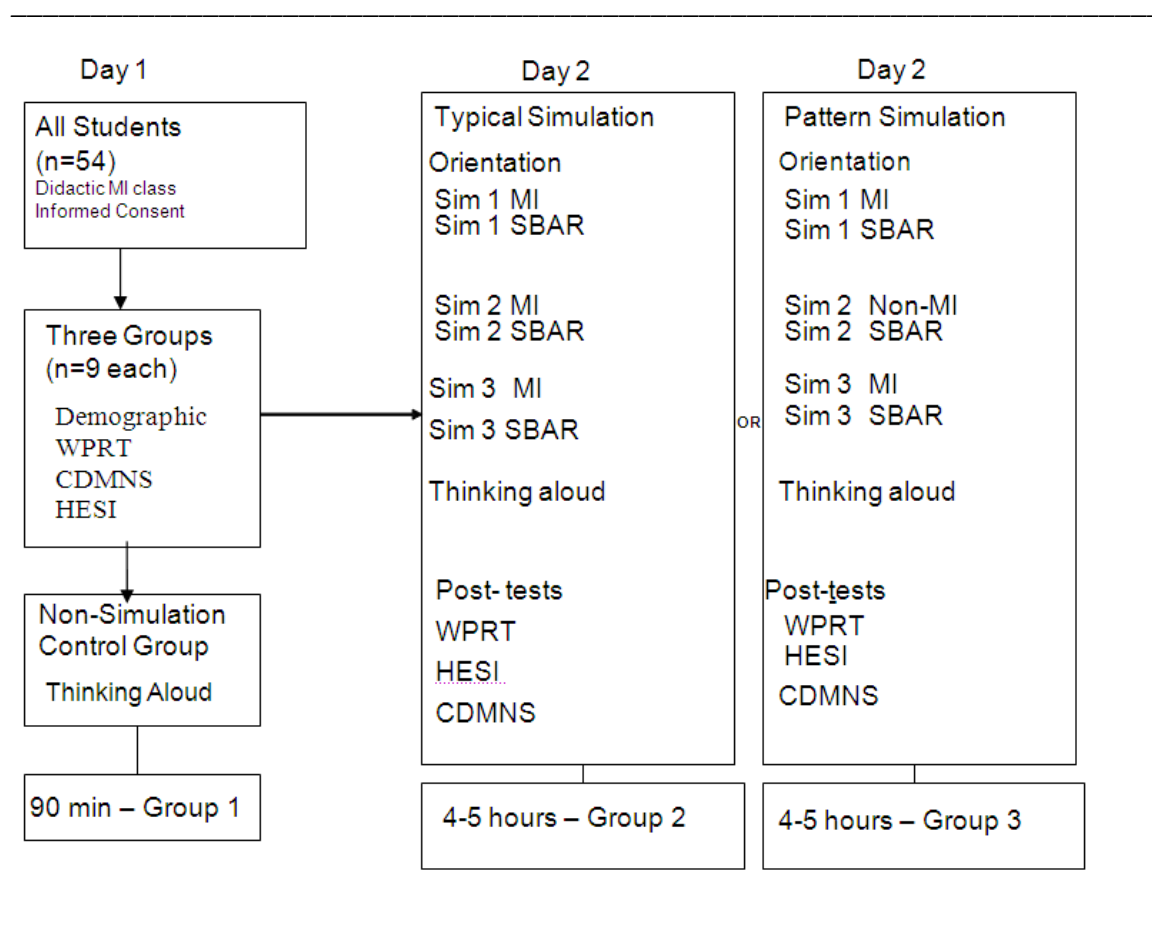 Day 1
All Students
(n=54)
Didactic MI class
Informed Consent
Three Groups
(n=9 each)
Demographic
WPRT
CDMNS
HESI
Non-Simulation
Control Group
Thinking Aloud
90 min – Group 1
Day 2
Typical Simulation
Orientation
Sim 1 MI
Sim 1 SBAR
Sim 2 MI
Sim 2 SBAR
Sim 3 MI
Sim 3 SBAR
Thinking aloud
Post- tests
WPRT
HESI
CDMNS
4-5 hours – Group 2
OR
Day 2
Pattern Simulation
Orientation
Sim 1 MI
Sim 1 SBAR
Sim 2 Non-MI
Sim 2 SBAR
Sim 3 MI
Sim 3 SBAR
Thinking aloud
Post-tests
WPRT
HESI
CDMNS
4-5 hours – Group 3